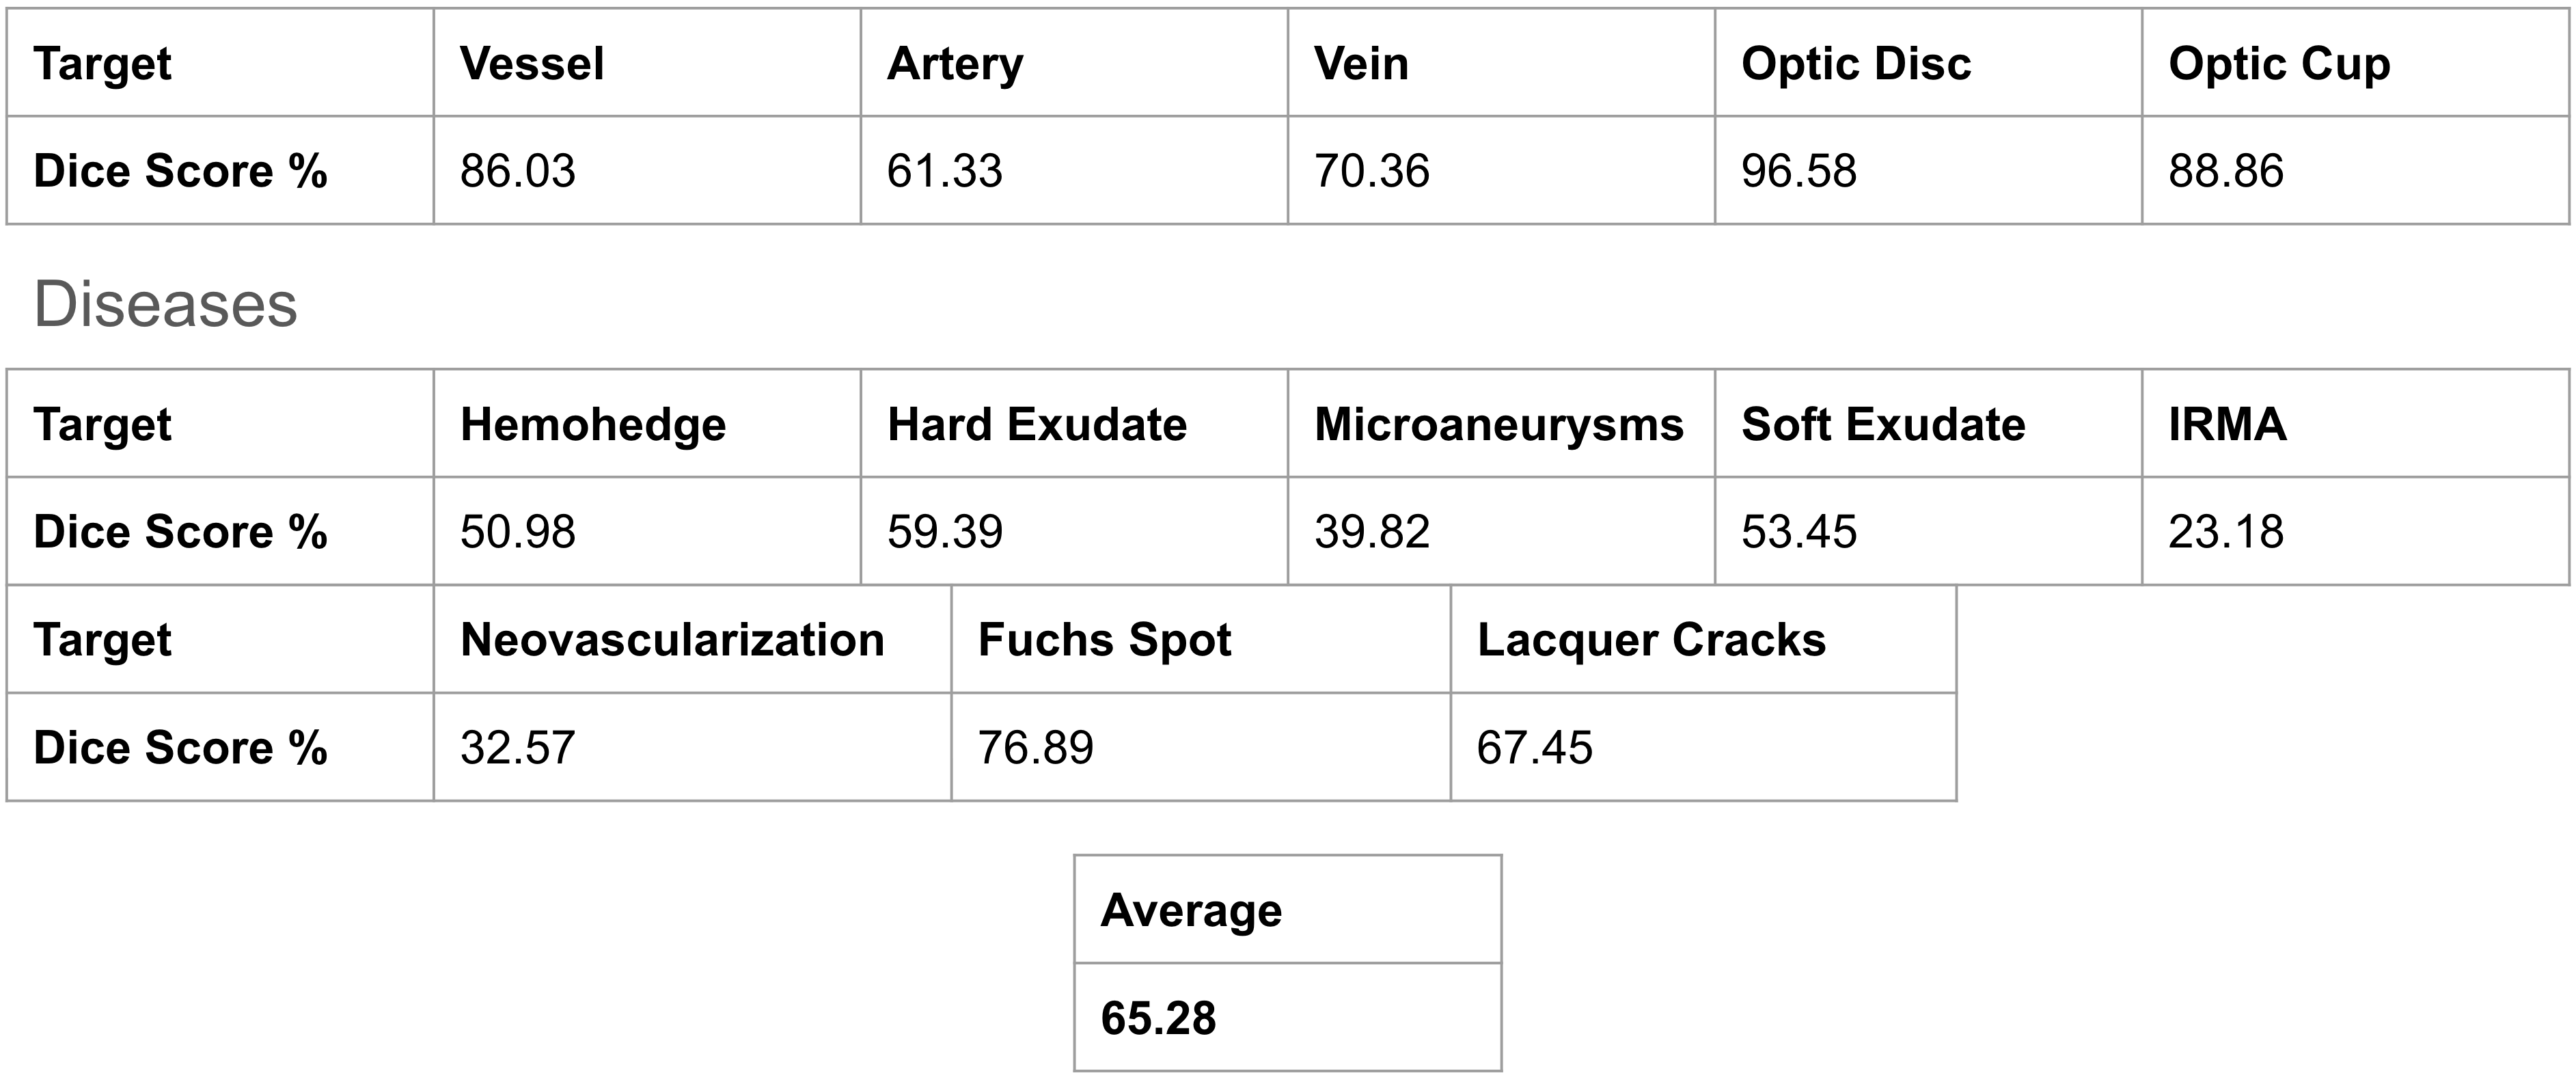 Target Vessel Artery Vein Optic Disc Optic Cup
Dice Score % 86.03 61.33 70.36 96.58 88.86
Diseases
Target Hemohedge Hard Exudate Microaneurysms Soft Exudate IRMA
Dice Score % 50.98 59.39 39.82 53.45 23.18
Target Neovascularization Fuchs Spot Lacquer Cracks
Dice Score % 32.57 76.89 67.45
Average
65.28